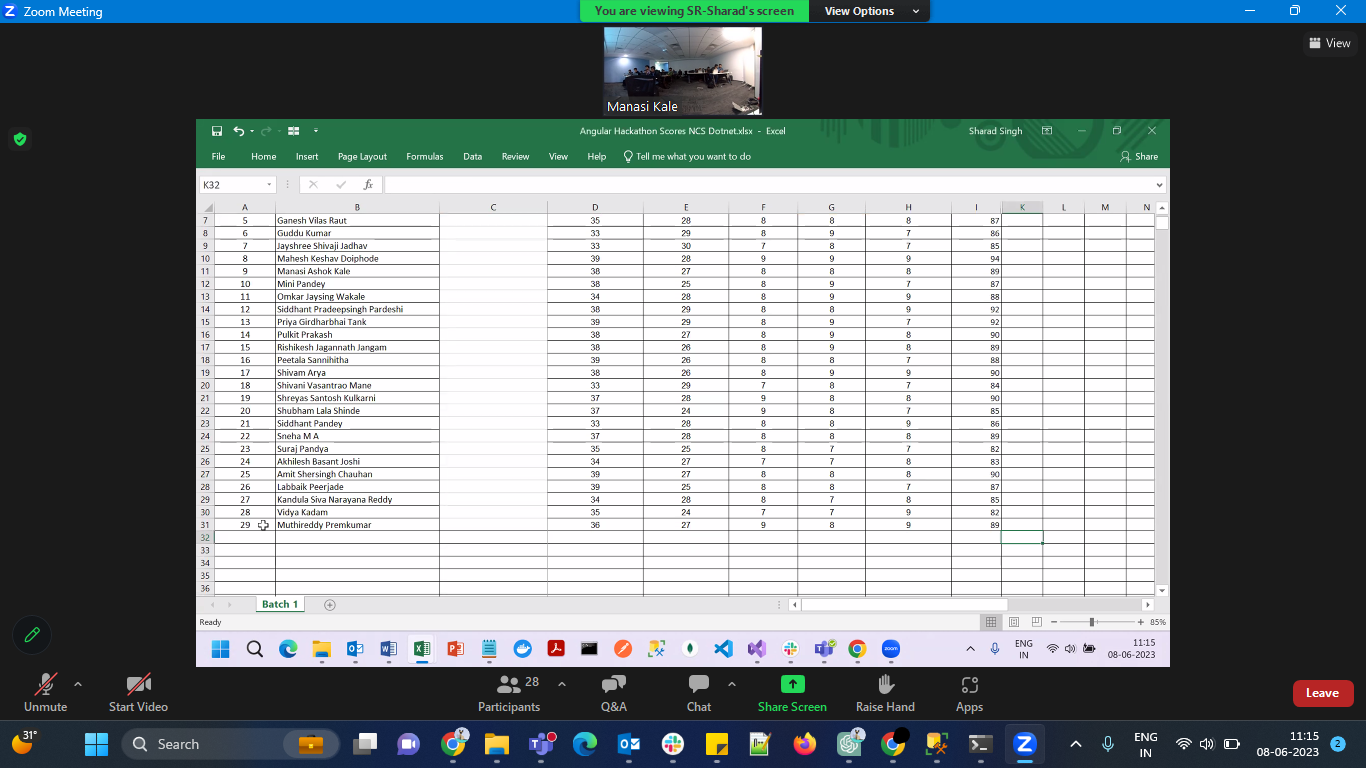 Zoom Meeting
You are viewing SR-Sharad's screen View Options
View
Manasi Kale
Angular Hackathon Scores NCS Dotnet.xlsx - Excel Sharad Singh
File Home Insert Page Layout Formulas Data Review View Help Tell me what you want to do Share
K32 fx
A B C D E F G H I K L M N
7 5 Ganesh Vilas Raut 35 28 8 8 8 87
8 6 Guddu Kumar 33 29 8 9 7 86
9 7 Jayshree Shivaji Jadhav 33 30 7 8 7 85
10 8 Mahesh Keshav Doiphode 39 28 9 9 9 94
11 9 Manasi Ashok Kale 38 27 8 8 8 89
12 10 Mini Pandey 38 25 8 9 7 87
13 11 Omkar Jaysing Wakale 34 28 8 9 9 88
14 12 Siddhant Pradeepsingh Pardeshi 38 29 8 8 9 92
15 13 Priya Girdharbhai Tank 39 29 8 9 7 92
16 14 Pulkit Prakash 38 27 8 9 8 90
17 15 Rishikesh Jagannath Jangam 38 26 8 9 8 89
18 16 Peetala Sannihitha 39 26 8 8 7 88
19 17 Shivam Arya 38 26 8 9 9 90
20 18 Shivani Vasantrao Mane 33 29 7 8 7 84
21 19 Shreyas Santosh Kulkarni 37 28 9 8 8 90
22 20 Shubham Lala Shinde 37 24 9 8 7 85
23 21 Siddhant Pandey 33 28 8 8 9 86
24 22 Sneha M A 37 28 8 8 8 89
25 23 Suraj Pandya 35 25 8 7 7 82
26 24 Akhilesh Basant Joshi 34 27 7 7 8 83
27 25 Amit Shersingh Chauhan 39 27 8 8 8 90
28 26 Labbaik Peerjade 39 25 8 8 7 87
29 27 Kandula Siva Narayana Reddy 34 28 8 7 8 85
30 28 Vidya Kadam 35 24 7 7 9 82
31 29 Muthireddy Premkumar 36 27 9 8 9 89
32
33
34
35
36
Batch 1
Ready 85%
ENG IN 11:15 08-06-2023
Unmute Start Video Participants 28 Q&A Chat Share Screen Raise Hand Apps Leave
31° Search ENG IN 11:15 08-06-2023 2